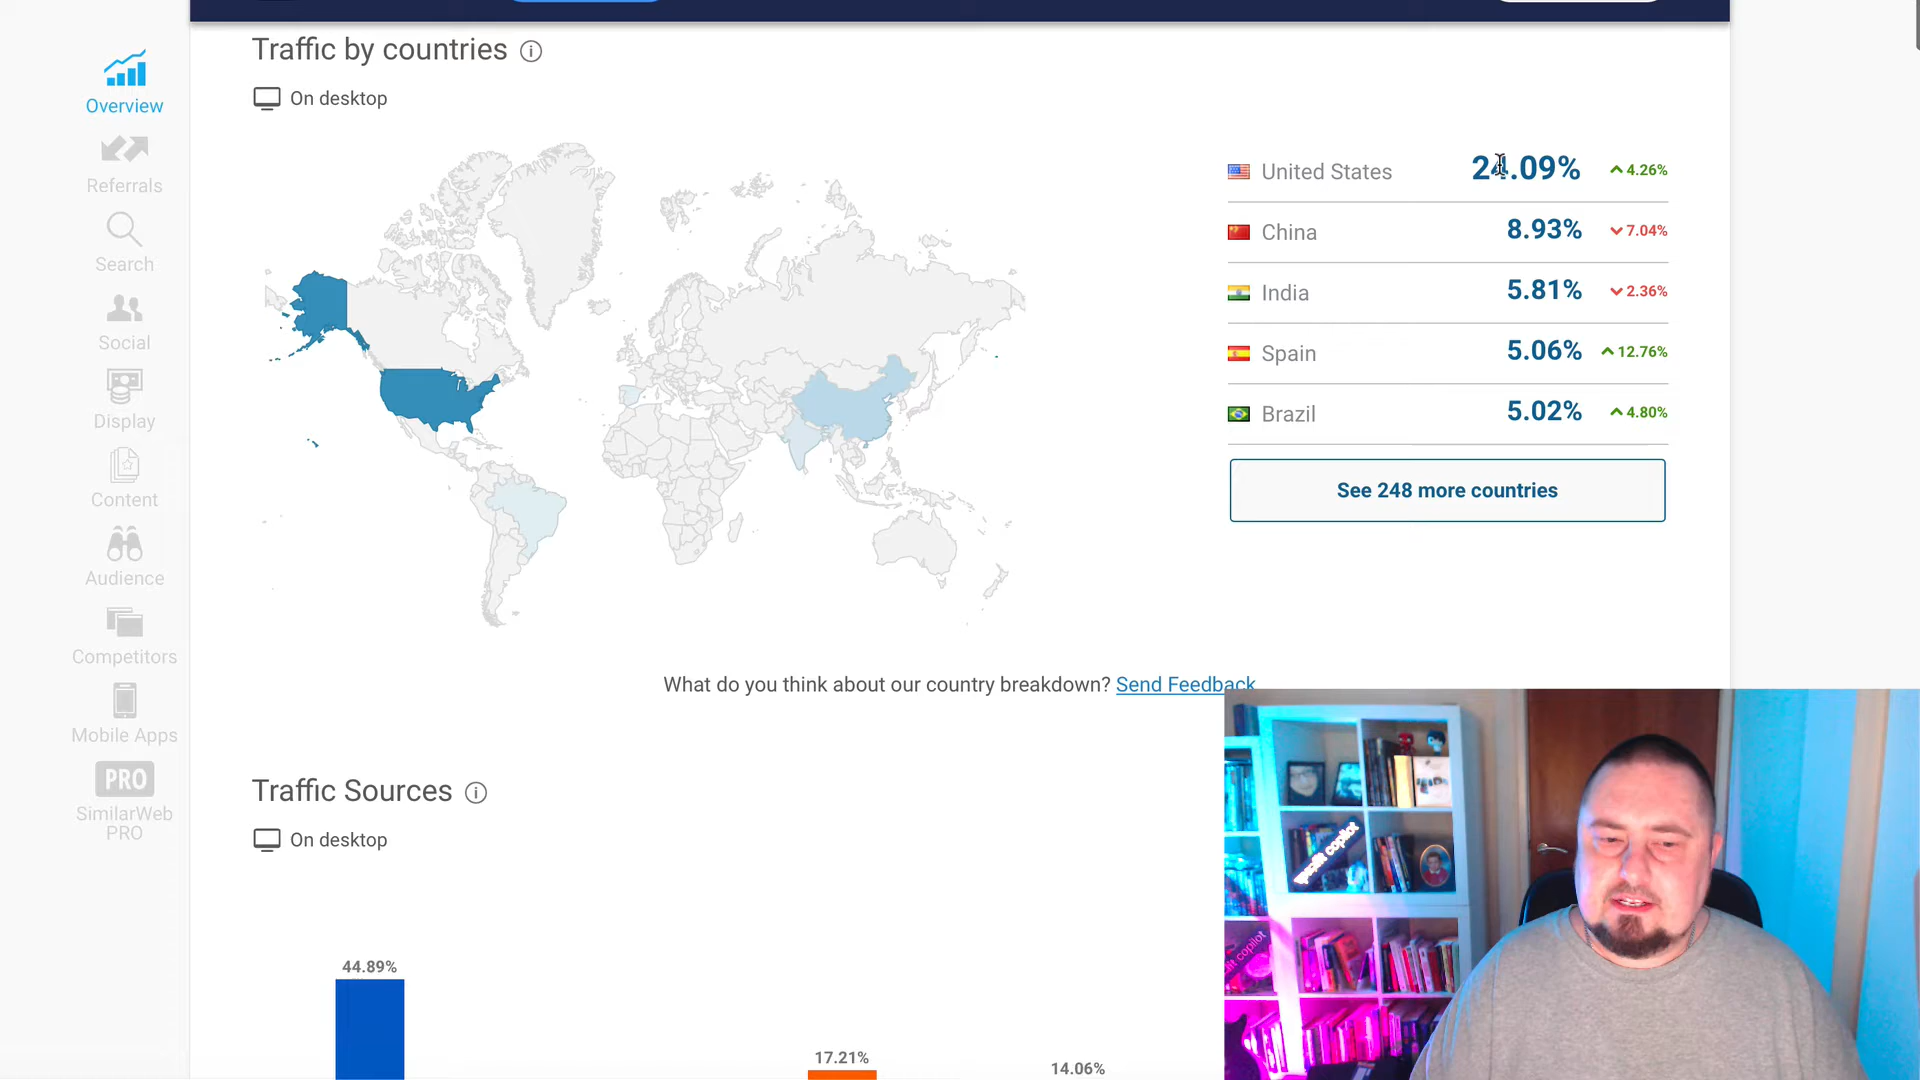 Traffic by countries
On desktop
Overview
Referrals
Search
Social
Display
Content
Audience
Competitors
Mobile Apps
PRO
SimilarWeb
PRO
United States 24.09% 4.26%
China 8.93% 7.04%
India 5.81% 2.36%
Spain 5.06% 12.76%
Brazil 5.02% 4.80%
See 248 more countries
What do you think about our country breakdown? Send Feedback
Traffic Sources
On desktop
44.89%
17.21%
14.06%